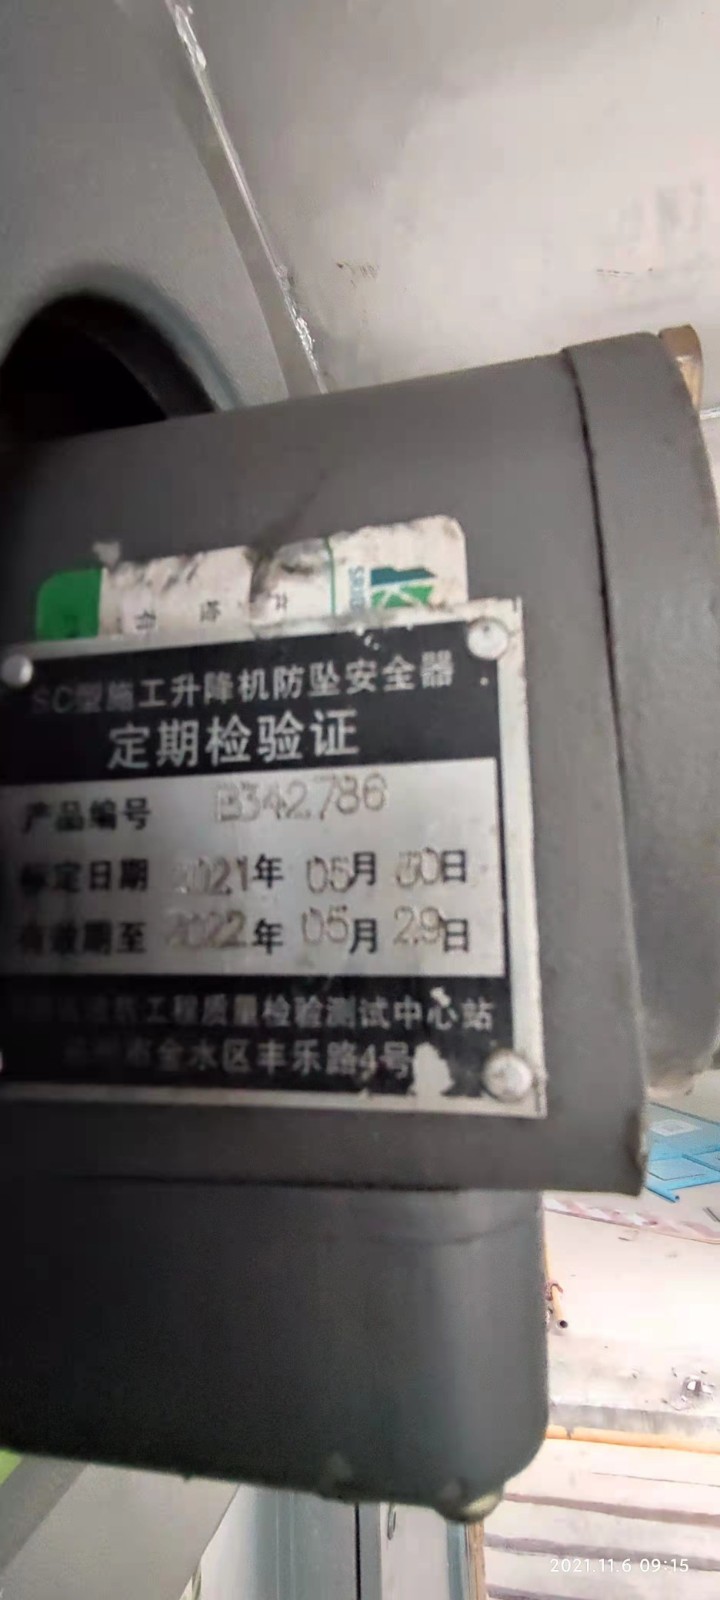 SC型施工升降机防坠安全器
定期检验证
产品编号 B342786
标定日期 2021年 05月 30日
有效期至 2022年 05月 29日
工程质量检验测试中心站
金水区丰乐路4号
2021.11.6 09:15